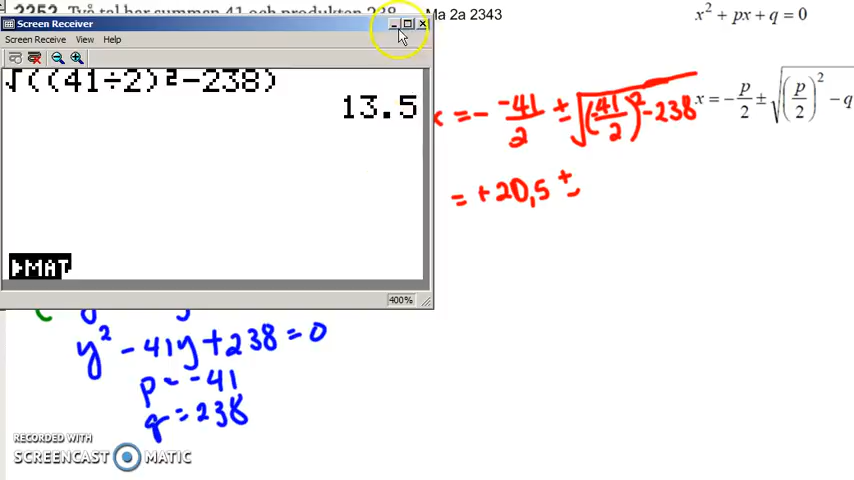 2352. Två tal har summan 41 och produkten 238.
Ma 2a 2343
x² + px + q = 0
Screen Receiver
Screen Receiver View Help
√((41÷2)²-238)
13.5
▶MAT
400%
x = - -41/2 ± √((-41/2)² - 238)
x = -p/2 ± √((p/2)² - q
= +20,5 ±
y² - 41y + 238 = 0
p = -41
q = 238
RECORDED WITH
SCREENCAST MATIC